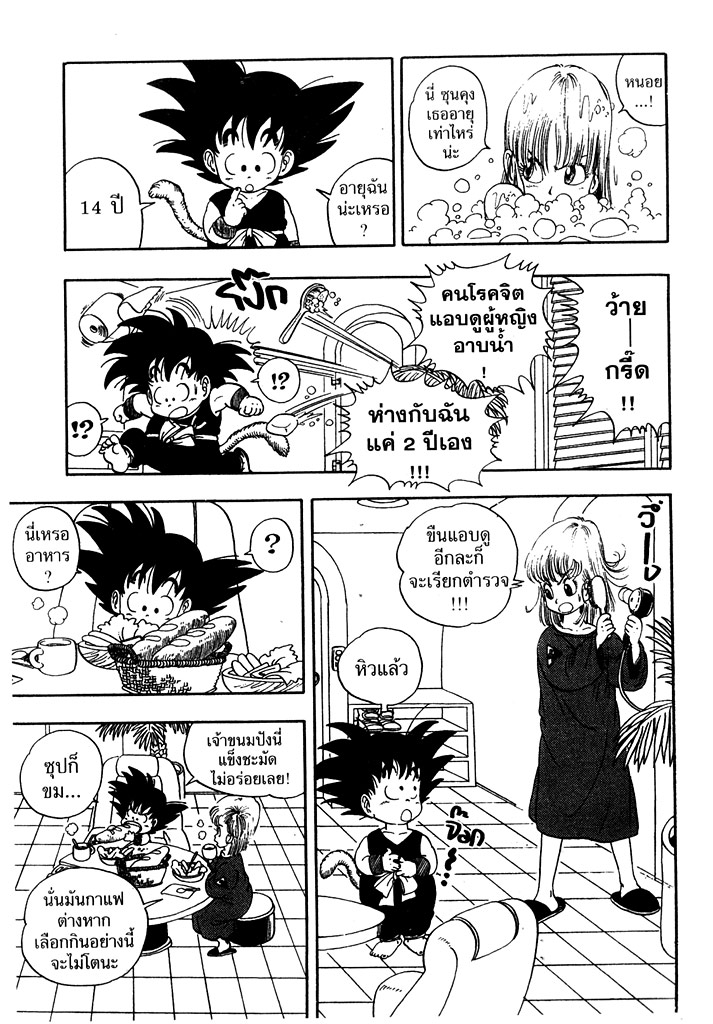 หนอย
...!
นี่ ซุนคุง
เธออายุ
เท่าไหร่
น่ะ
อายุฉัน
น่ะเหรอ
?
14 ปี
ว้าย
กรี๊ด
!!
คนโรคจิต
แอบดูผู้หญิง
อาบน้ำ
!
ห่างกับฉัน
แค่ 2 ปีเอง
!!!
โป๊ก
!?
!?
?
นี่เหรอ
อาหาร
?
ขืนแอบดู
อีกละก็
จะเรียกตำรวจ
!!!
หิวแล้ว
จ๊อก
เจ้าขนมปังนี่
แข็งชะมัด
ไม่อร่อยเลย!
ซุปก็
ขม...
นั่นมันกาแฟ
ต่างหาก
เลือกกินอย่างนี้
จะไม่โตนะ